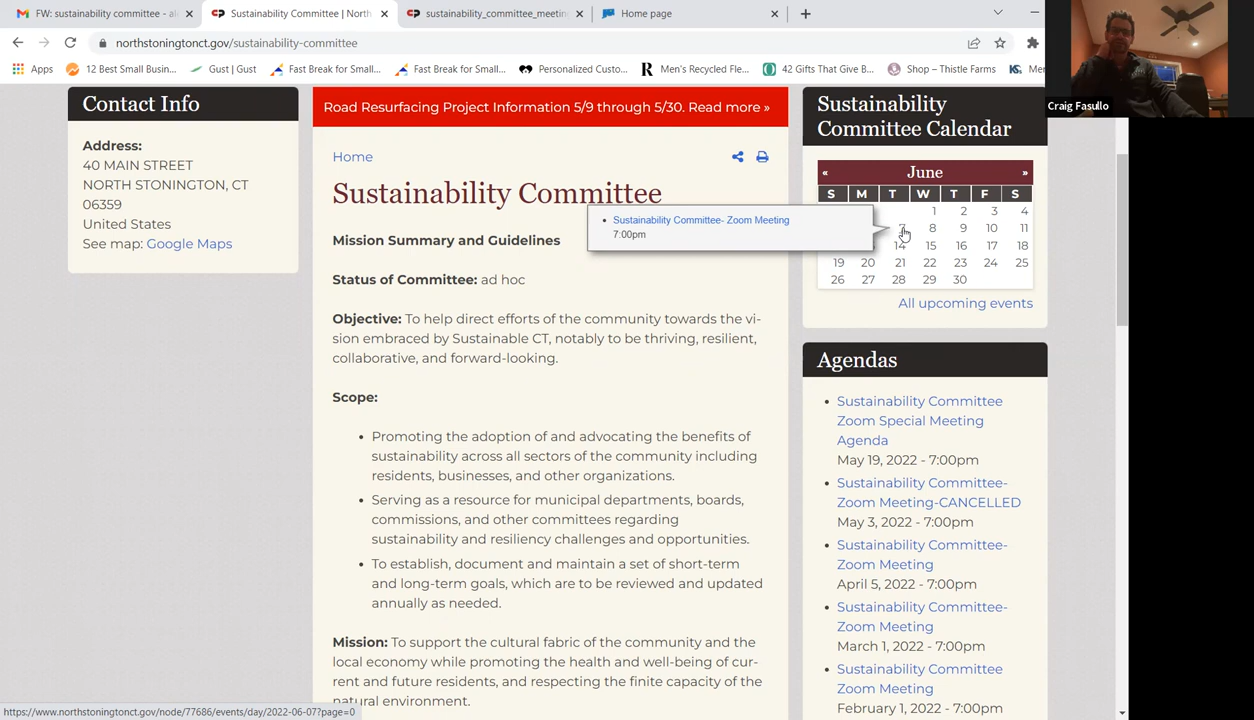 FW: sustainability committee - al
Sustainability Committee | North
sustainability_committee_meetin
Home page
northstoningtonct.gov/sustainability-committee
Apps
12 Best Small Busin...
Gust | Gust
Fast Break for Small...
Fast Break for Small...
Personalized Custo...
Men's Recycled Fle...
42 Gifts That Give B...
Shop – Thistle Farms
Mer
Craig Fasullo
Contact Info
Address:
40 MAIN STREET
NORTH STONINGTON, CT
06359
United States
See map: Google Maps
Road Resurfacing Project Information 5/9 through 5/30. Read more »
Home
Sustainability Committee
Sustainability Committee- Zoom Meeting
7:00pm
Mission Summary and Guidelines
Status of Committee: ad hoc
Objective: To help direct efforts of the community towards the vi-
sion embraced by Sustainable CT, notably to be thriving, resilient,
collaborative, and forward-looking.
Scope:
• Promoting the adoption of and advocating the benefits of
sustainability across all sectors of the community including
residents, businesses, and other organizations.
• Serving as a resource for municipal departments, boards,
commissions, and other committees regarding
sustainability and resiliency challenges and opportunities.
• To establish, document and maintain a set of short-term
and long-term goals, which are to be reviewed and updated
annually as needed.
Mission: To support the cultural fabric of the community and the
local economy while promoting the health and well-being of cur-
rent and future residents, and respecting the finite capacity of the
natural environment.
Sustainability
Committee Calendar
« June »
S M T W T F S
1 2 3 4
7 8 9 10 11
14 15 16 17 18
19 20 21 22 23 24 25
26 27 28 29 30
All upcoming events
Agendas
• Sustainability Committee
Zoom Special Meeting
Agenda
May 19, 2022 - 7:00pm
• Sustainability Committee-
Zoom Meeting-CANCELLED
May 3, 2022 - 7:00pm
• Sustainability Committee-
Zoom Meeting
April 5, 2022 - 7:00pm
• Sustainability Committee-
Zoom Meeting
March 1, 2022 - 7:00pm
• Sustainability Committee
Zoom Meeting
February 1, 2022 - 7:00pm
https://www.northstoningtonct.gov/node/77686/events/day/2022-06-07?page=0